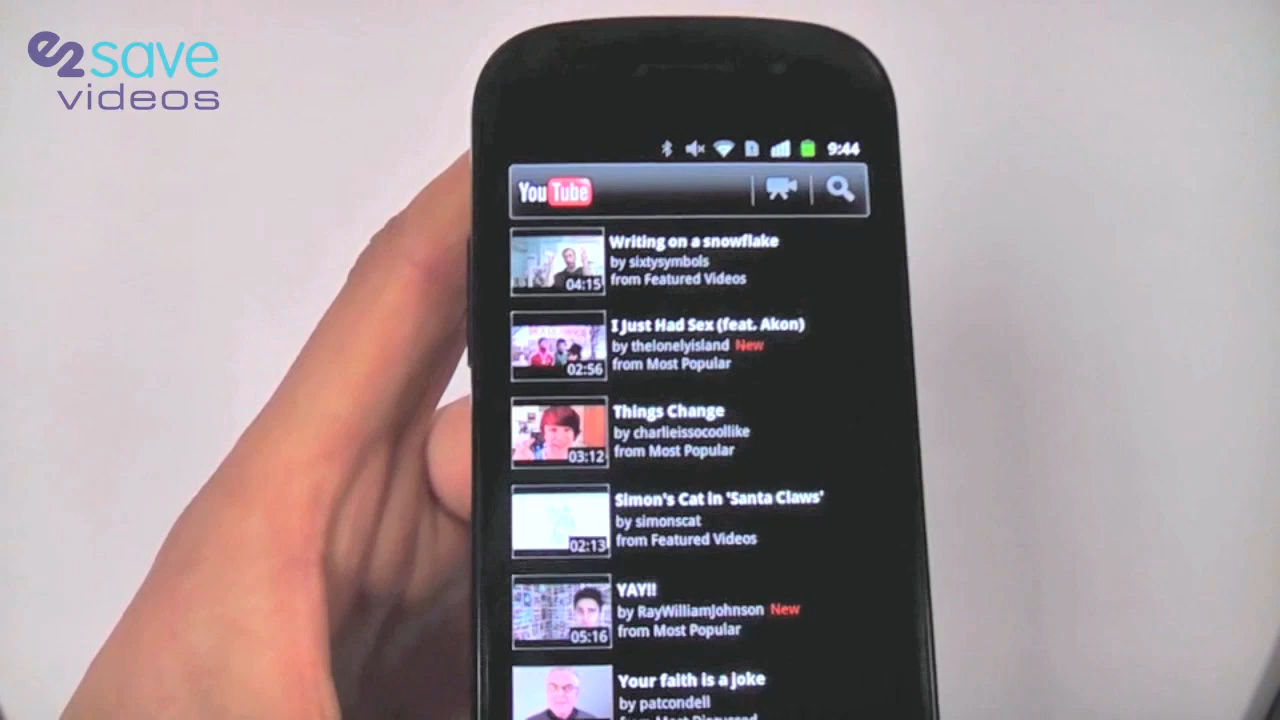 e2save
videos
9:44
YouTube
Writing on a snowflake
by sixtysymbols
from Featured Videos
04:15
I Just Had Sex (feat. Akon)
by thelonelyisland New
from Most Popular
02:56
Things Change
by charlieissocoollike
from Most Popular
03:12
Simon's Cat in 'Santa Claws'
by simonscat
from Featured Videos
02:13
YAY!!
by RayWilliamJohnson New
from Most Popular
05:16
Your faith is a joke
by patcondell
from Most Discussed